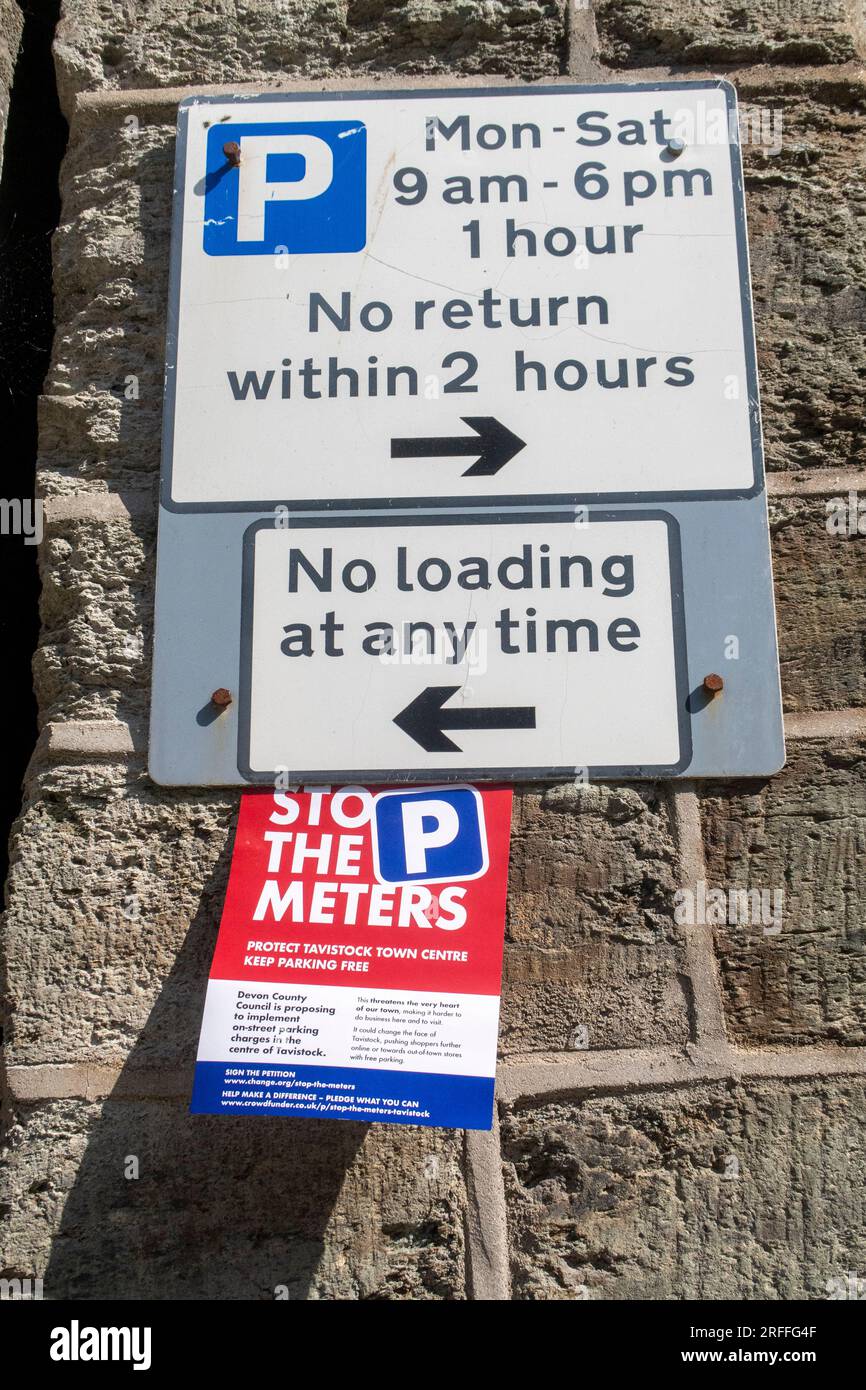 P
Mon - Sat
9 am - 6 pm
1 hour
No return
within 2 hours
No loading
at any time
STOP
THE
METERS
PROTECT TAVISTOCK TOWN CENTRE
KEEP PARKING FREE
Devon County
Council is proposing
to implement
on-street parking
charges in the
centre of Tavistock.
This threatens the very heart
of our town, making it harder to
do business here and to visit.
It could change the face of
Tavistock, pushing shoppers further
online or towards out-of-town stores
with free parking.
SIGN THE PETITION
www.change.org/stop-the-meters
HELP MAKE A DIFFERENCE – PLEDGE WHAT YOU CAN
www.crowdfunder.co.uk/p/stop-the-meters-tavistock
alamy
Image ID: 2RFFG4F
www.alamy.com